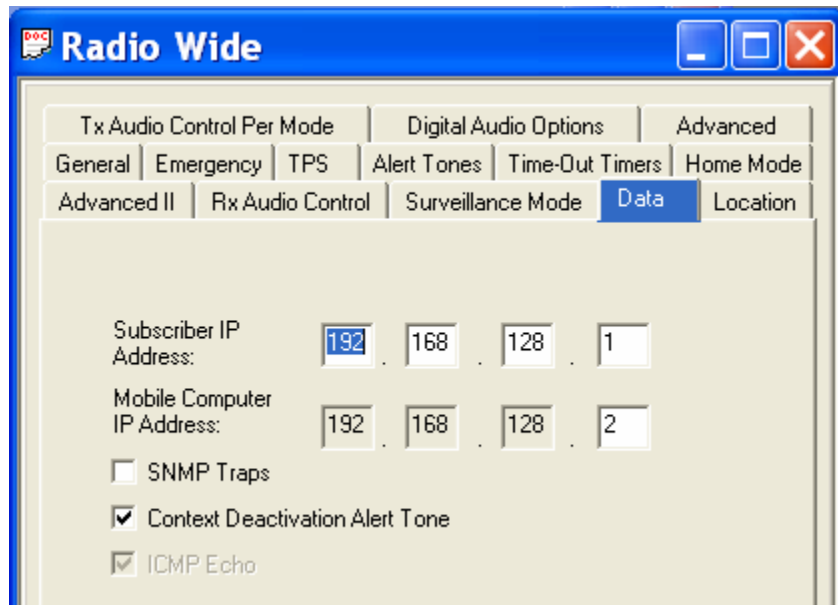 DOC Radio Wide
Tx Audio Control Per Mode Digital Audio Options Advanced
General Emergency TPS Alert Tones Time-Out Timers Home Mode
Advanced II Rx Audio Control Surveillance Mode Data Location
Subscriber IP
Address:
192 . 168 . 128 . 1
Mobile Computer
IP Address:
192 . 168 . 128 . 2
SNMP Traps
Context Deactivation Alert Tone
ICMP Echo